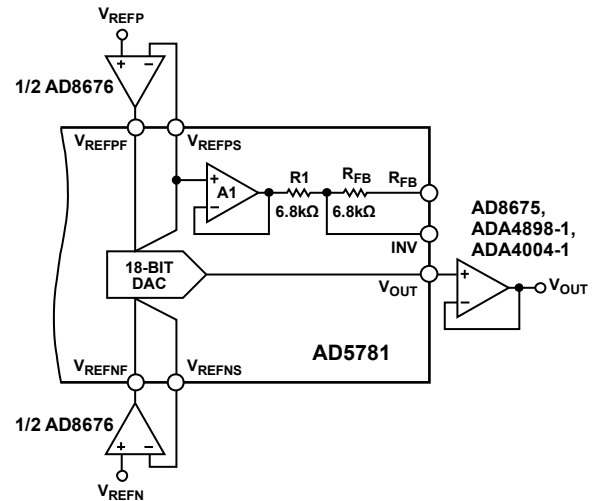 VREFP
+ −
1/2 AD8676
VREFPF
VREFPS
+
A1
−
R1
6.8kΩ
RFB
6.8kΩ
RFB
INV
AD8675,
ADA4898-1,
ADA4004-1
18-BIT
DAC
VOUT
+
−
VOUT
AD5781
VREFNF
VREFNS
1/2 AD8676
+ −
VREFN